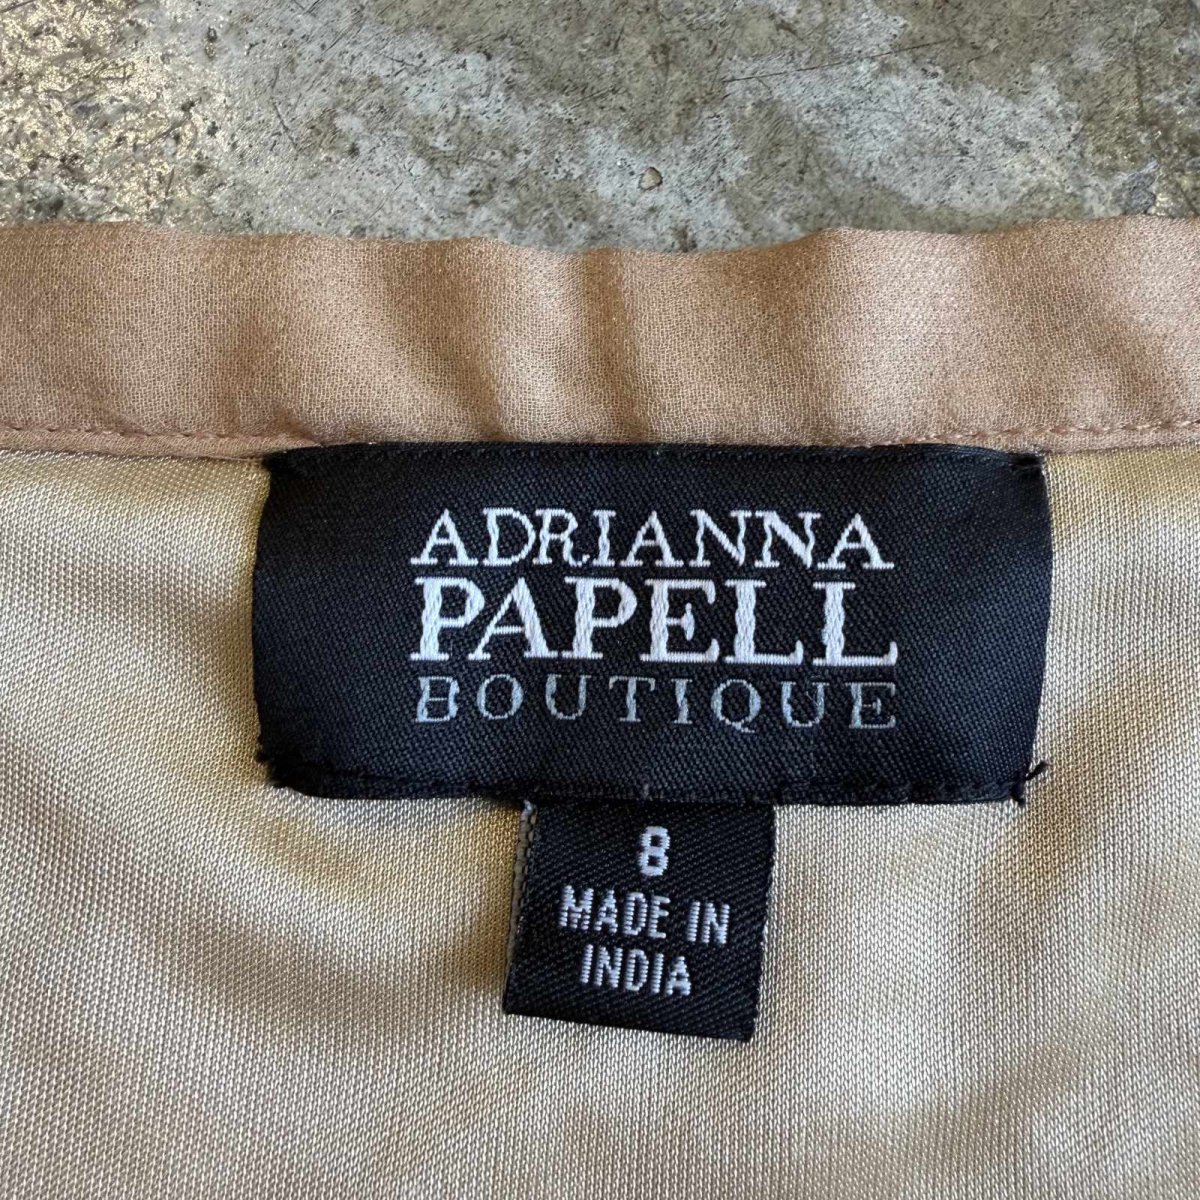 ADRIANNA
PAPELL
BOUTIQUE
8
MADE IN
INDIA